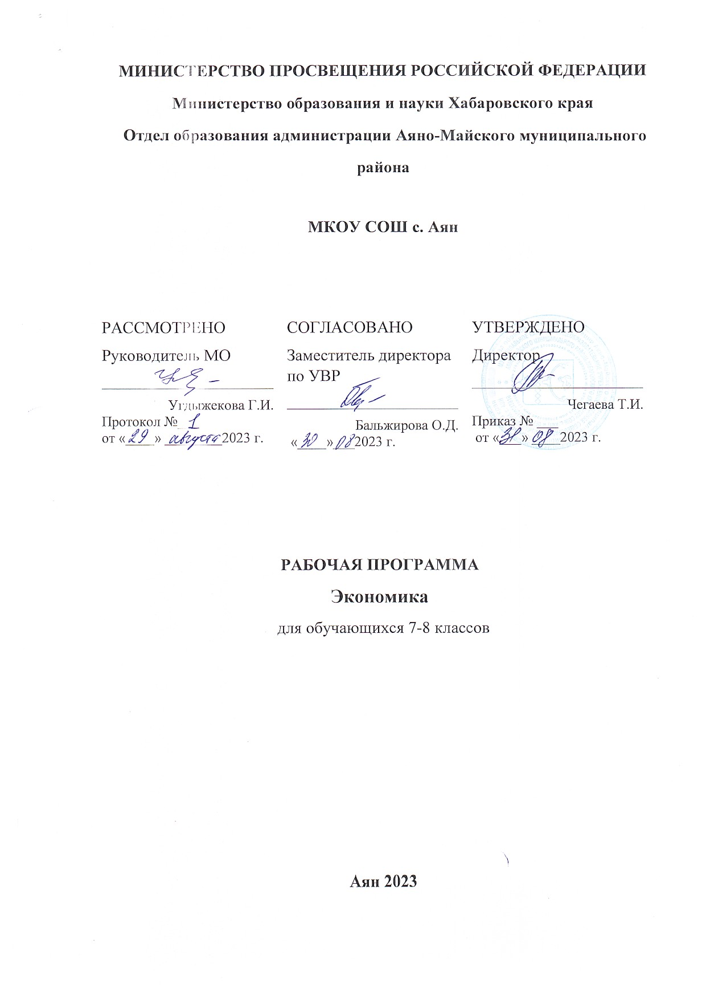 МИНИСТЕРСТВО ПРОСВЕЩЕНИЯ РОССИЙСКОЙ ФЕДЕРАЦИИ
Министерство образования и науки Хабаровского края
Отдел образования администрации Аяно-Майского муниципального
района
МКОУ СОШ с. Аян
РАССМОТРЕНО
Руководитель МО
Угдыжекова Г.И.
Протокол № 1
от «29» августа 2023 г.
СОГЛАСОВАНО
Заместитель директора
по УВР
Бальжирова О.Д.
«30» 08 2023 г.
УТВЕРЖДЕНО
Директор
Чегаева Т.И.
Приказ № ___
от «31» 08 2023 г.
РАБОЧАЯ ПРОГРАММА
Экономика
для обучающихся 7-8 классов
Аян 2023